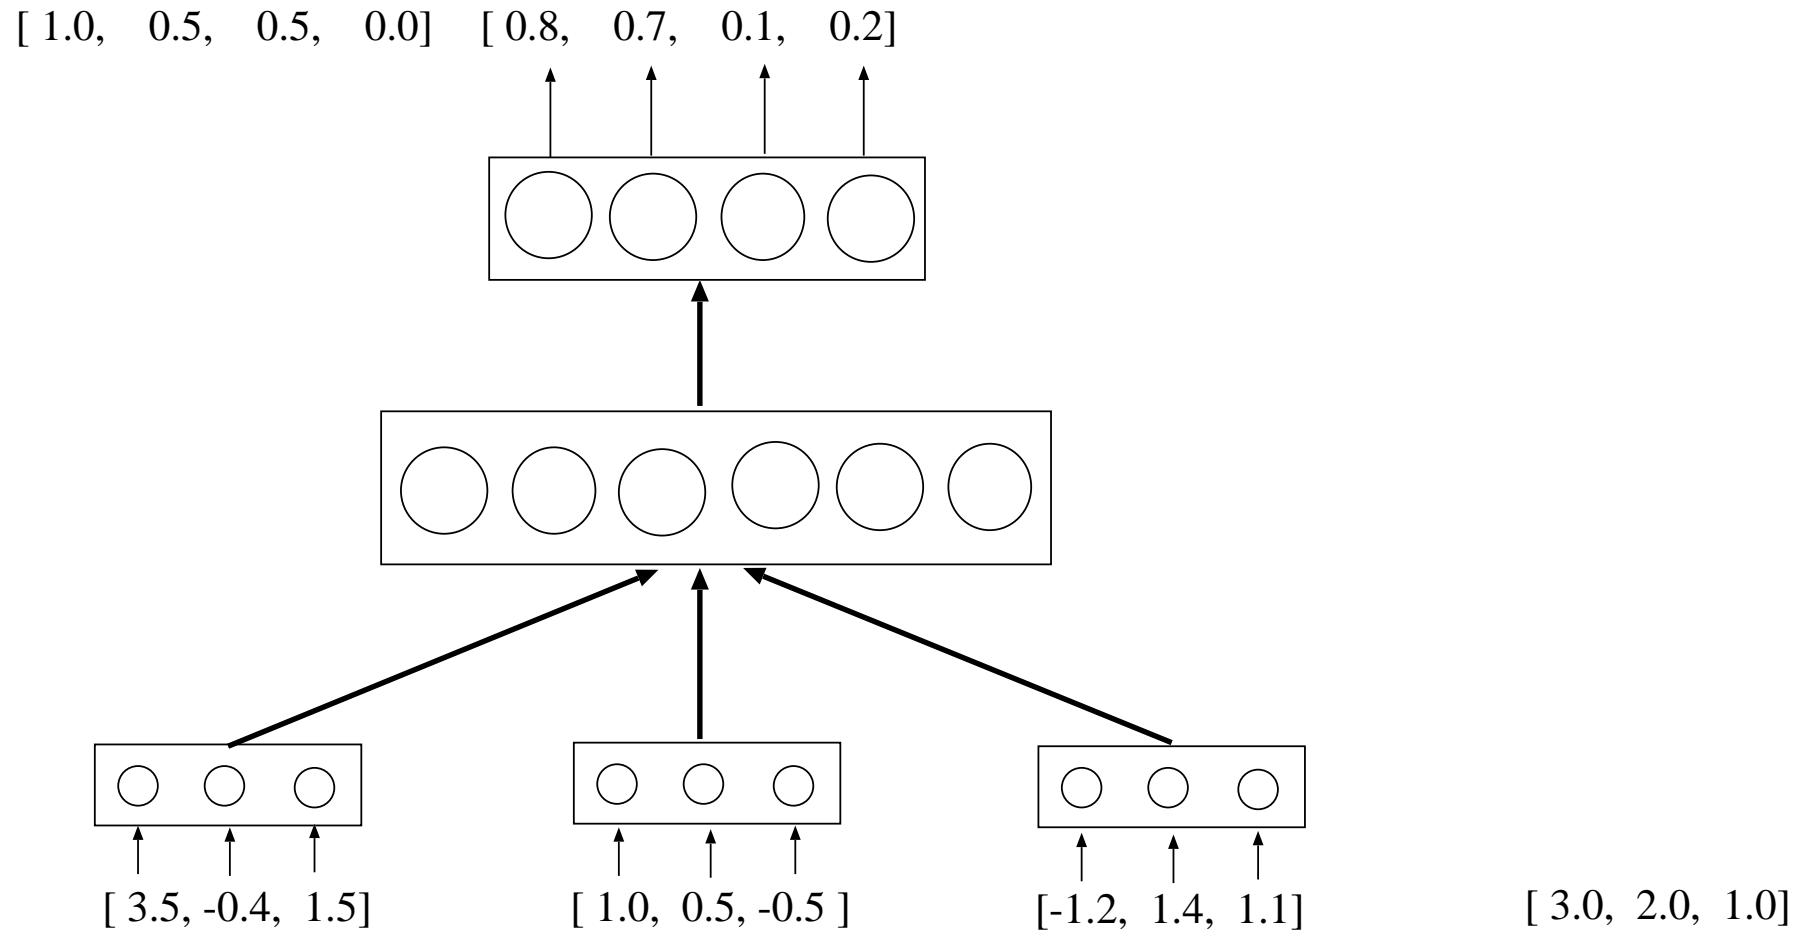 [ 1.0, 0.5, 0.5, 0.0] [ 0.8, 0.7, 0.1, 0.2]
[ 3.5, -0.4, 1.5] [ 1.0, 0.5, -0.5 ] [-1.2, 1.4, 1.1] [ 3.0, 2.0, 1.0]